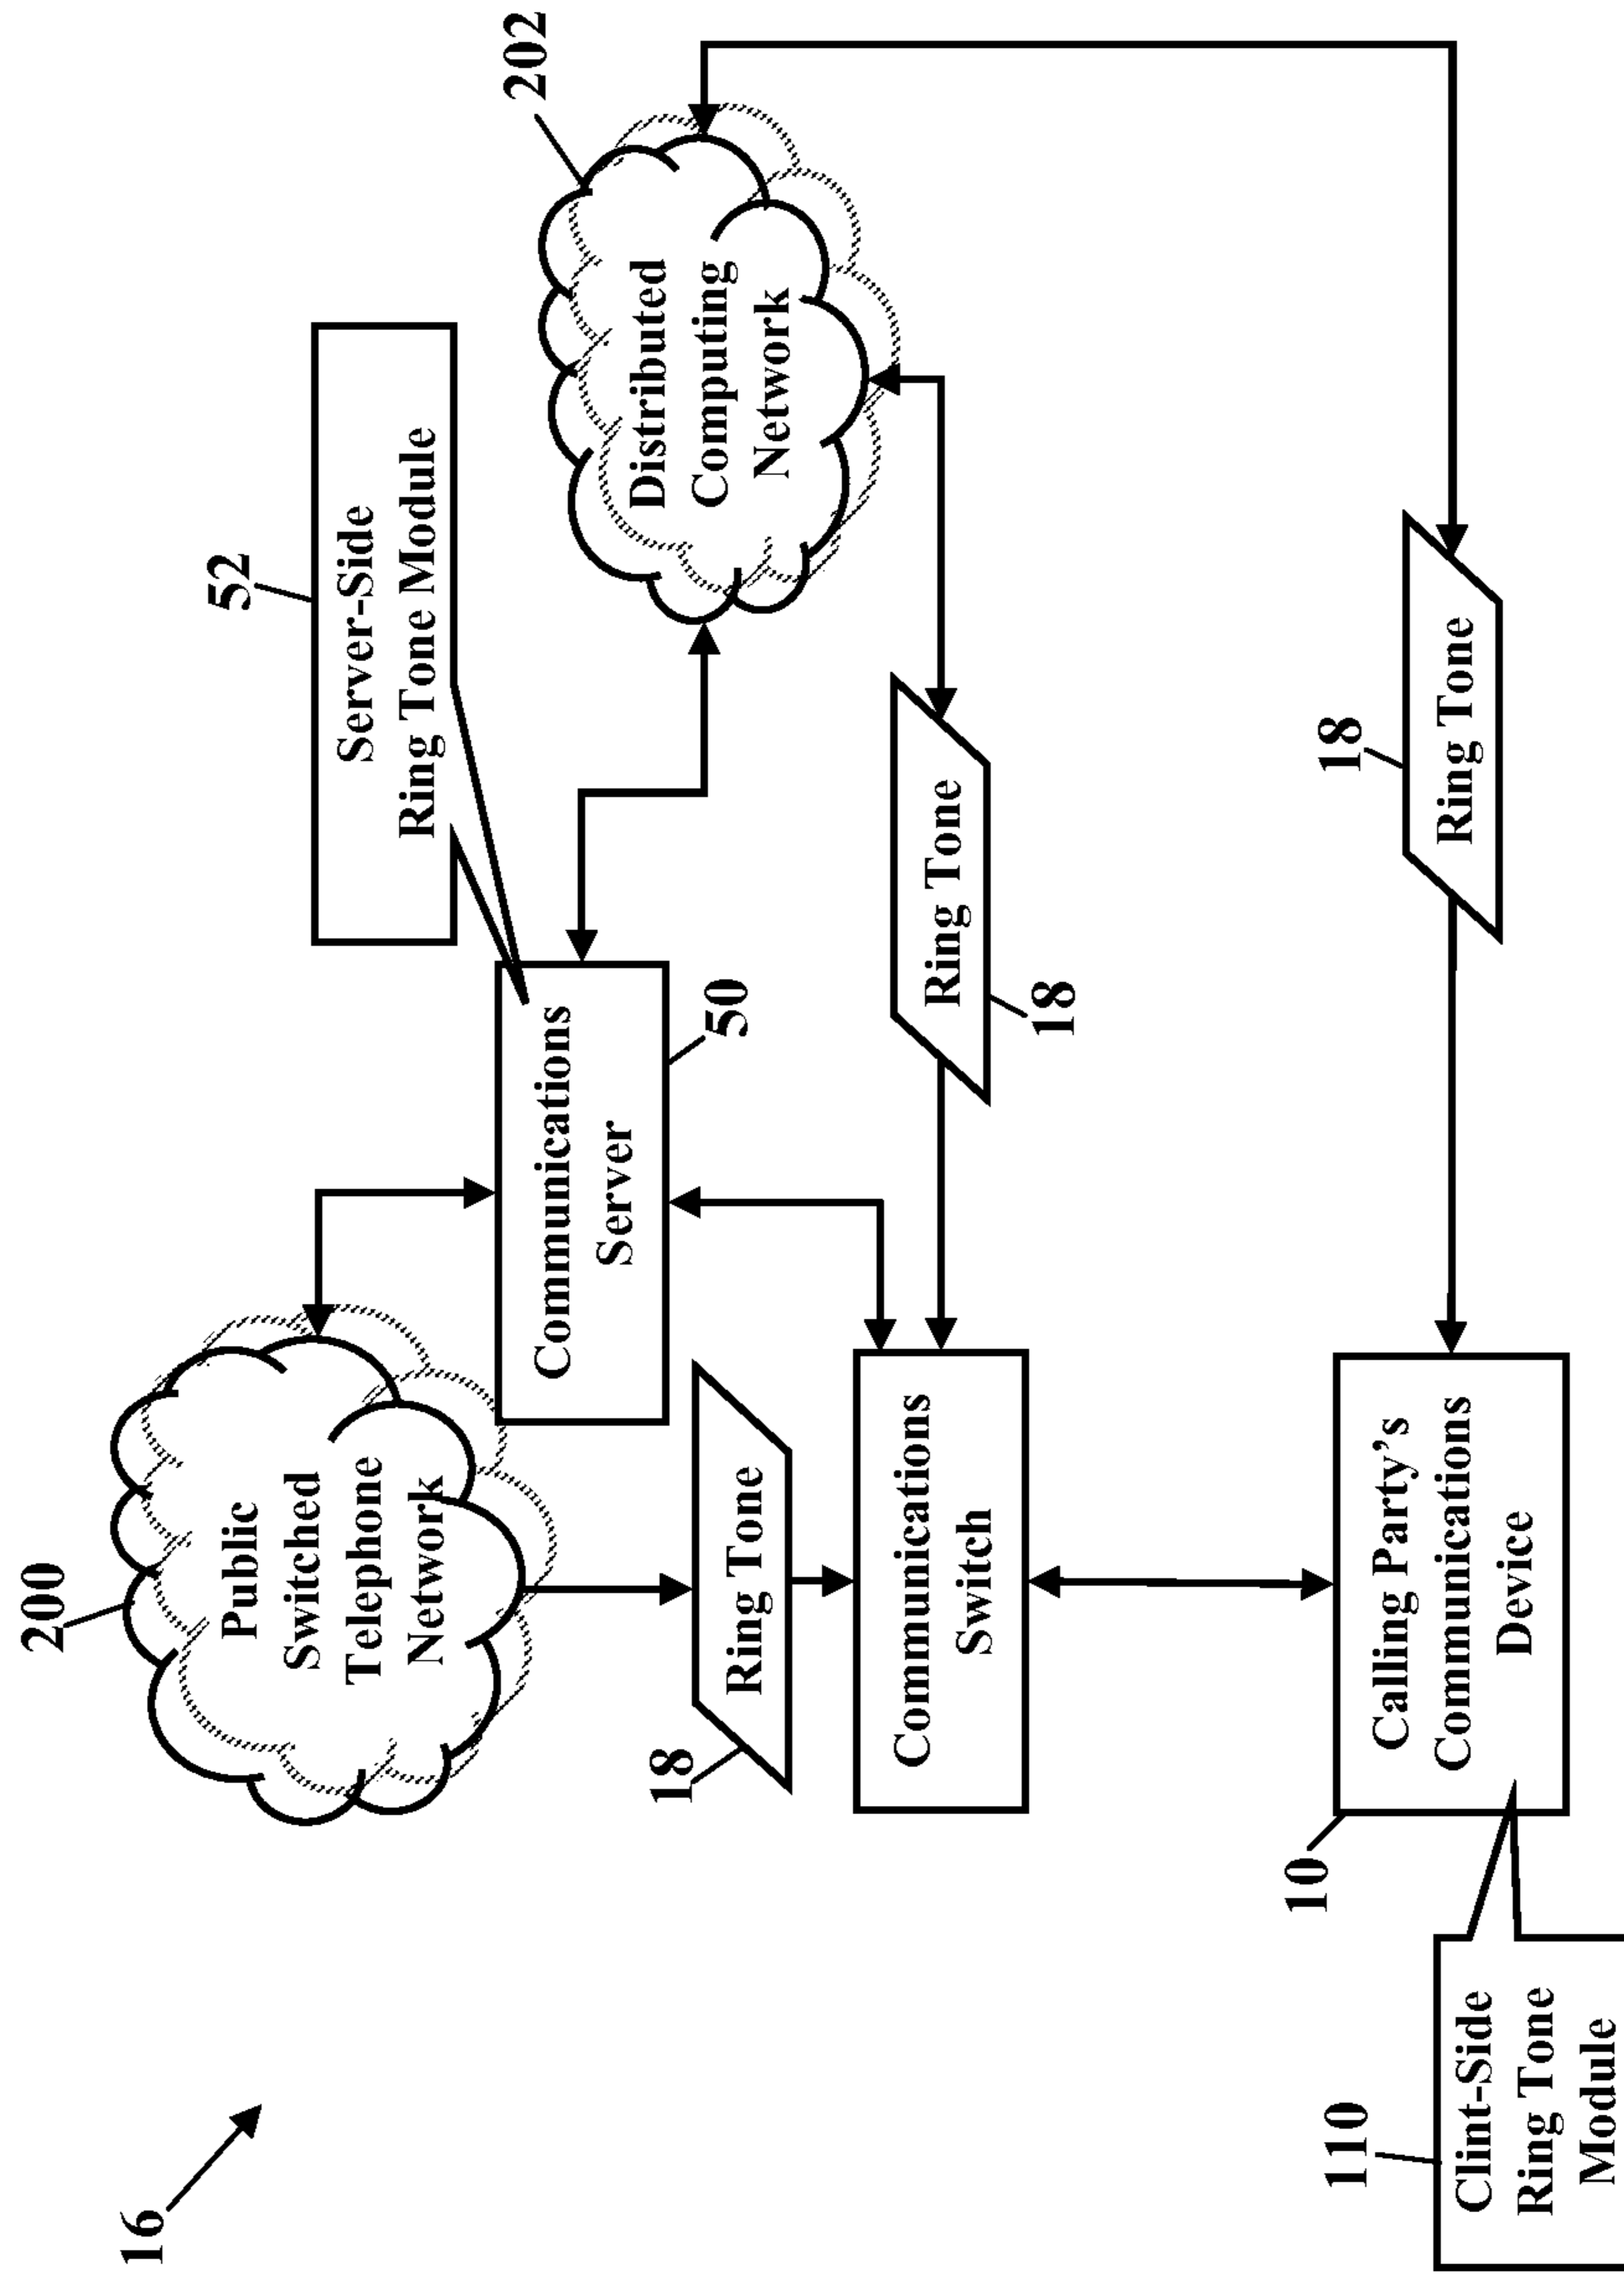 16
200
Public
Switched
Telephone
Network
52
Server-Side
Ring Tone Module
202
Distributed
Computing
Network
Communications
Server
50
18
Ring Tone
Ring Tone
18
Communications
Switch
18
Ring Tone
10
Calling Party's
Communications
Device
110
Clint-Side
Ring Tone
Module